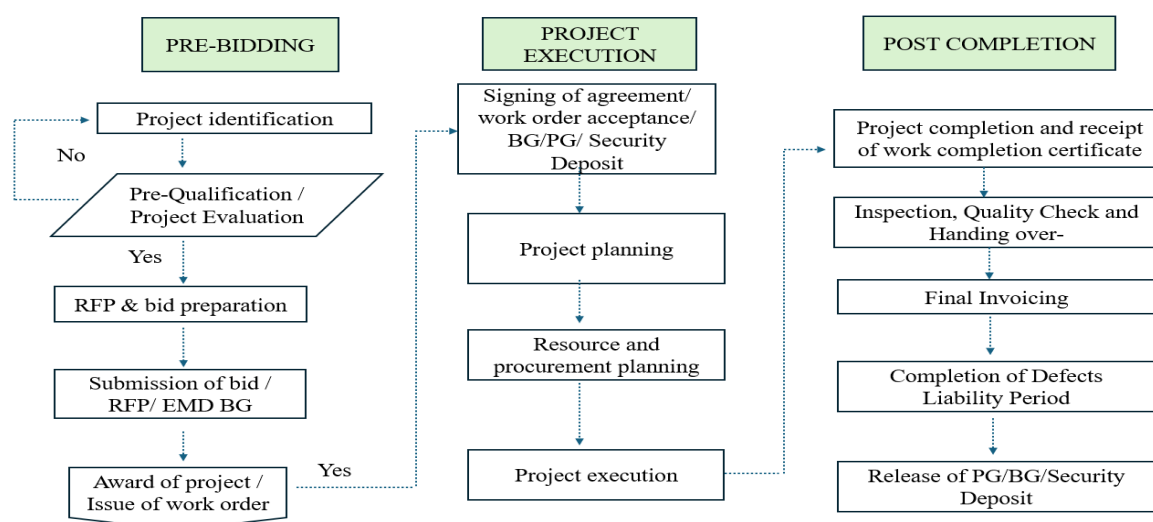 PRE-BIDDING
Project identification
No
Pre-Qualification /
Project Evaluation
Yes
RFP & bid preparation
Submission of bid /
RFP/ EMD BG
Award of project /
Issue of work order
Yes
PROJECT
EXECUTION
Signing of agreement/
work order acceptance/
BG/PG/ Security
Deposit
Project planning
Resource and
procurement planning
Project execution
POST COMPLETION
Project completion and receipt
of work completion certificate
Inspection, Quality Check and
Handing over-
Final Invoicing
Completion of Defects
Liability Period
Release of PG/BG/Security
Deposit